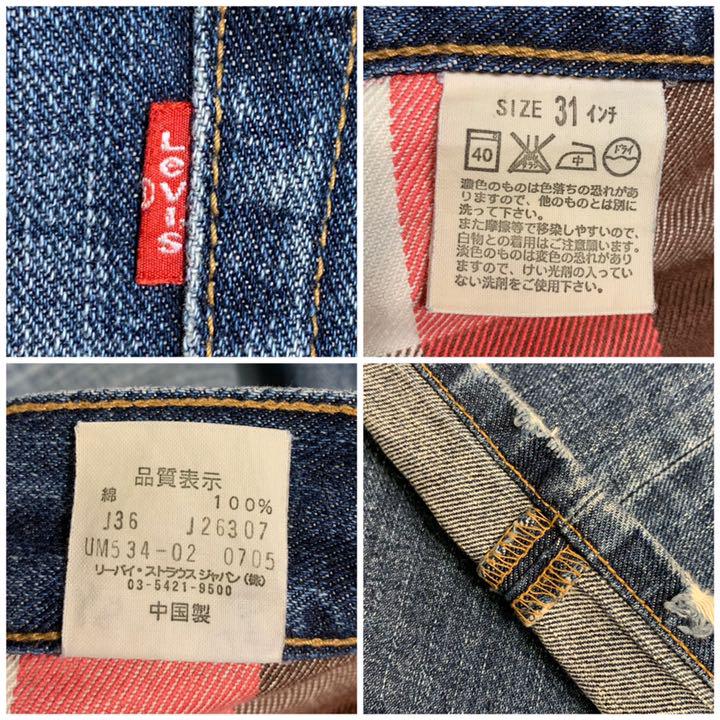 LEVI'S
SIZE 31 インチ
40 エンソサラシ 中 ドライ
濃色のものは色落ちの恐れがあ
りますので、他のものとは別に
洗って下さい。
また摩擦等で移染しやすいので、
白物との着用はご注意願います。
淡色のものは変色の恐れがあり
ますので、けい光剤の入ってい
ない洗剤をご使用下さい。
品質表示
綿 100%
J36 J26307
UM534-02 0705
リーバイ・ストラウス ジャパン(株)
03-5421-9500
中国製